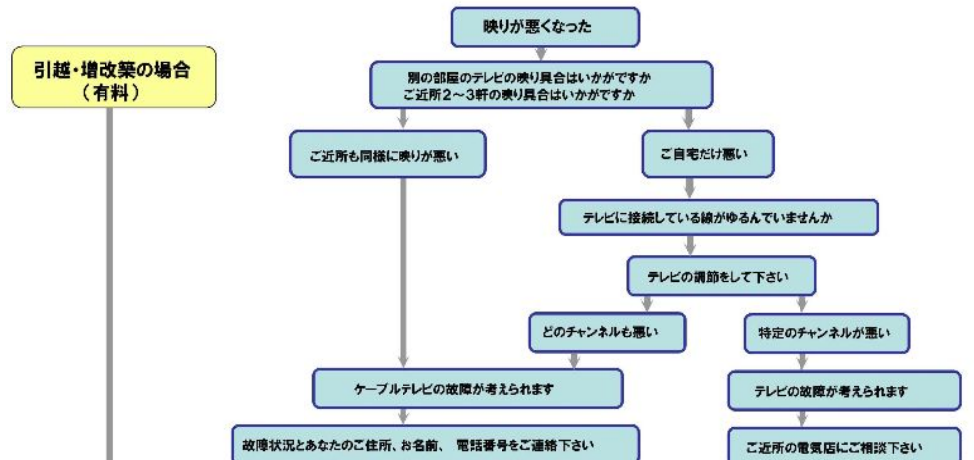 映りが悪くなった
引越・増改築の場合
（有料）
別の部屋のテレビの映り具合はいかがですか
ご近所２～３軒の映り具合はいかがですか
ご近所も同様に映りが悪い
ご自宅だけ悪い
テレビに接続している線がゆるんでいませんか
テレビの調節をして下さい
どのチャンネルも悪い
特定のチャンネルが悪い
ケーブルテレビの故障が考えられます
テレビの故障が考えられます
故障状況とあなたのご住所、お名前、 電話番号をご連絡下さい
ご近所の電気店にご相談下さい